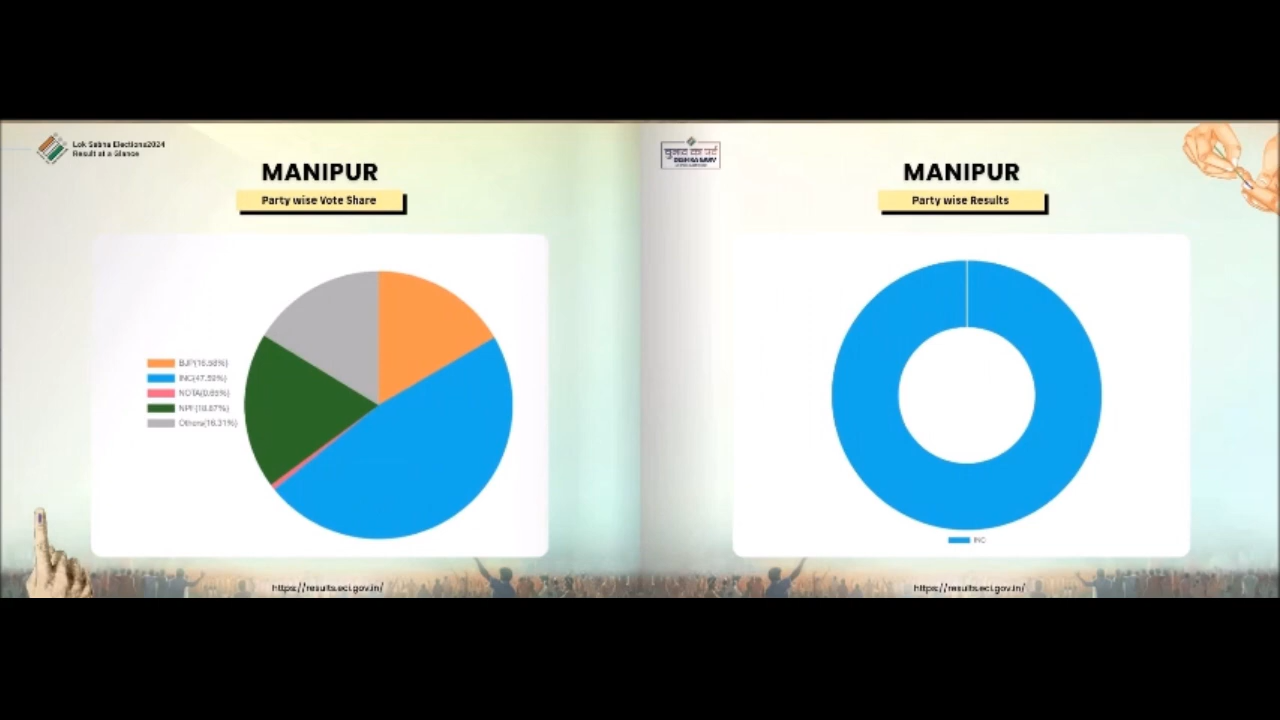 Lok Sabha Elections2024
Result at a Glance
MANIPUR
Party wise Vote Share
BJP(16.58%)
INC(47.59%)
NOTA(0.65%)
NPF(18.87%)
Others(16.31%)
https://results.eci.gov.in/
चुनाव का पर्व
MANIPUR
Party wise Results
INC
https://results.eci.gov.in/